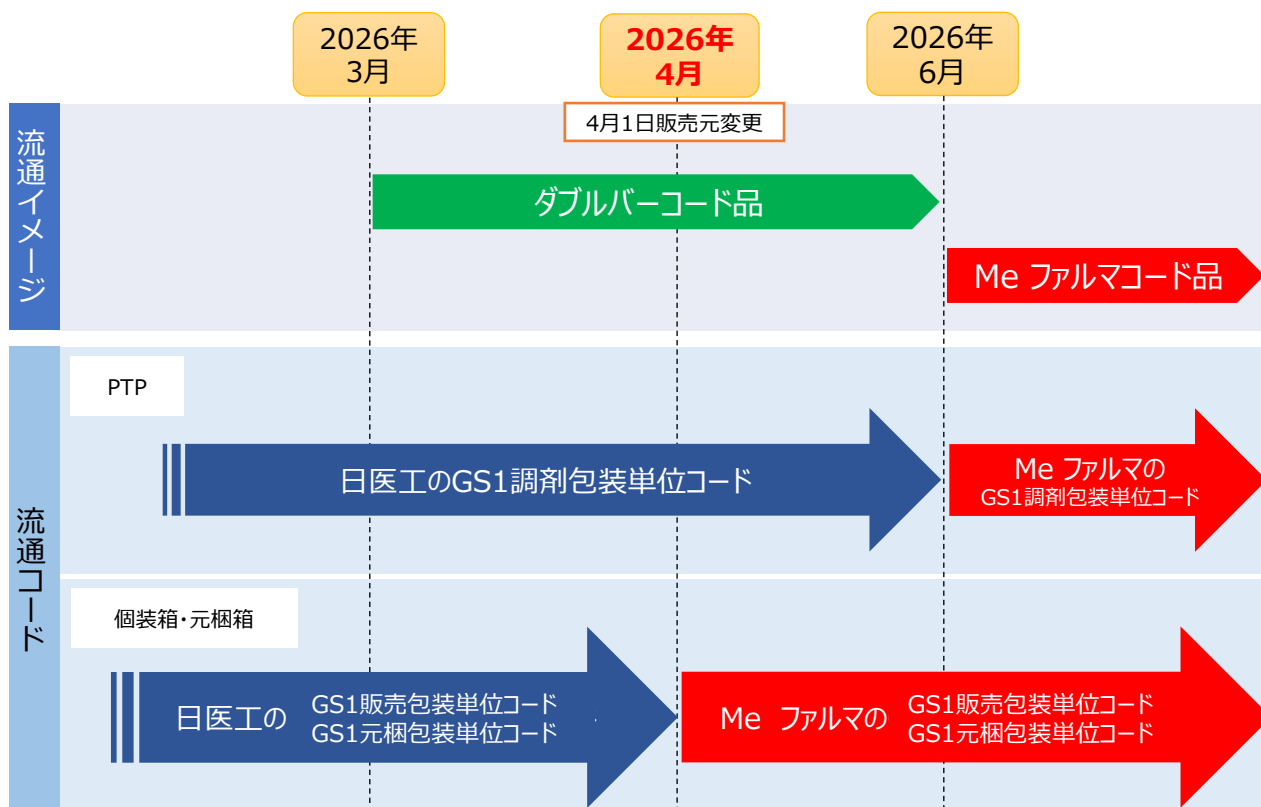 2026年
3月
2026年
4月
2026年
6月
4月1日販売元変更
流通イメージ
ダブルバーコード品
Me ファルマコード品
流通コード
PTP
日医工のGS1調剤包装単位コード
Me ファルマの
GS1調剤包装単位コード
個装箱・元梱箱
日医工の
GS1販売包装単位コード
GS1元梱包装単位コード
Me ファルマの
GS1販売包装単位コード
GS1元梱包装単位コード